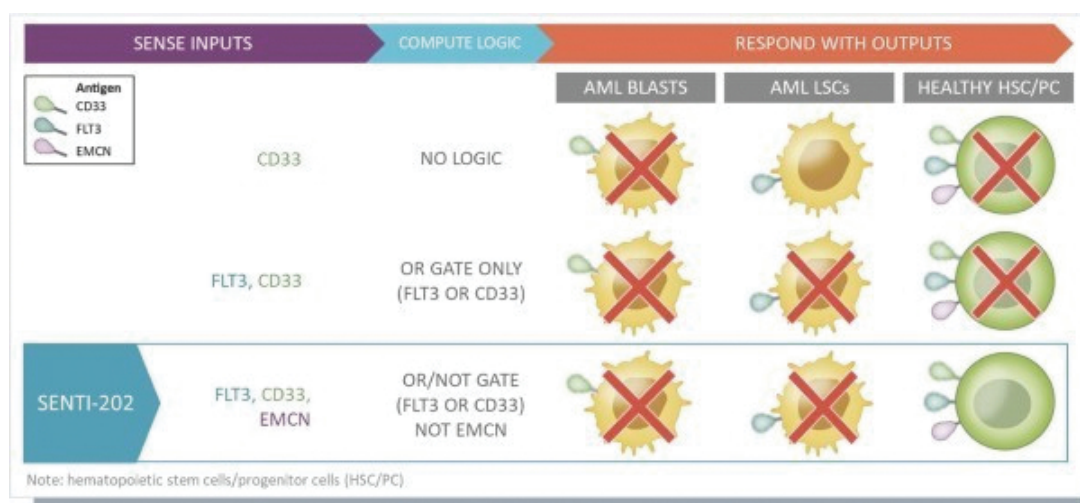 SENSE INPUTS
COMPUTE LOGIC
RESPOND WITH OUTPUTS
Antigen
CD33
FLT3
EMCN
AML BLASTS
AML LSCs
HEALTHY HSC/PC
CD33
NO LOGIC
FLT3, CD33
OR GATE ONLY
(FLT3 OR CD33)
SENTI-202
FLT3, CD33,
EMCN
OR/NOT GATE
(FLT3 OR CD33)
NOT EMCN
Note: hematopoietic stem cells/progenitor cells (HSC/PC)